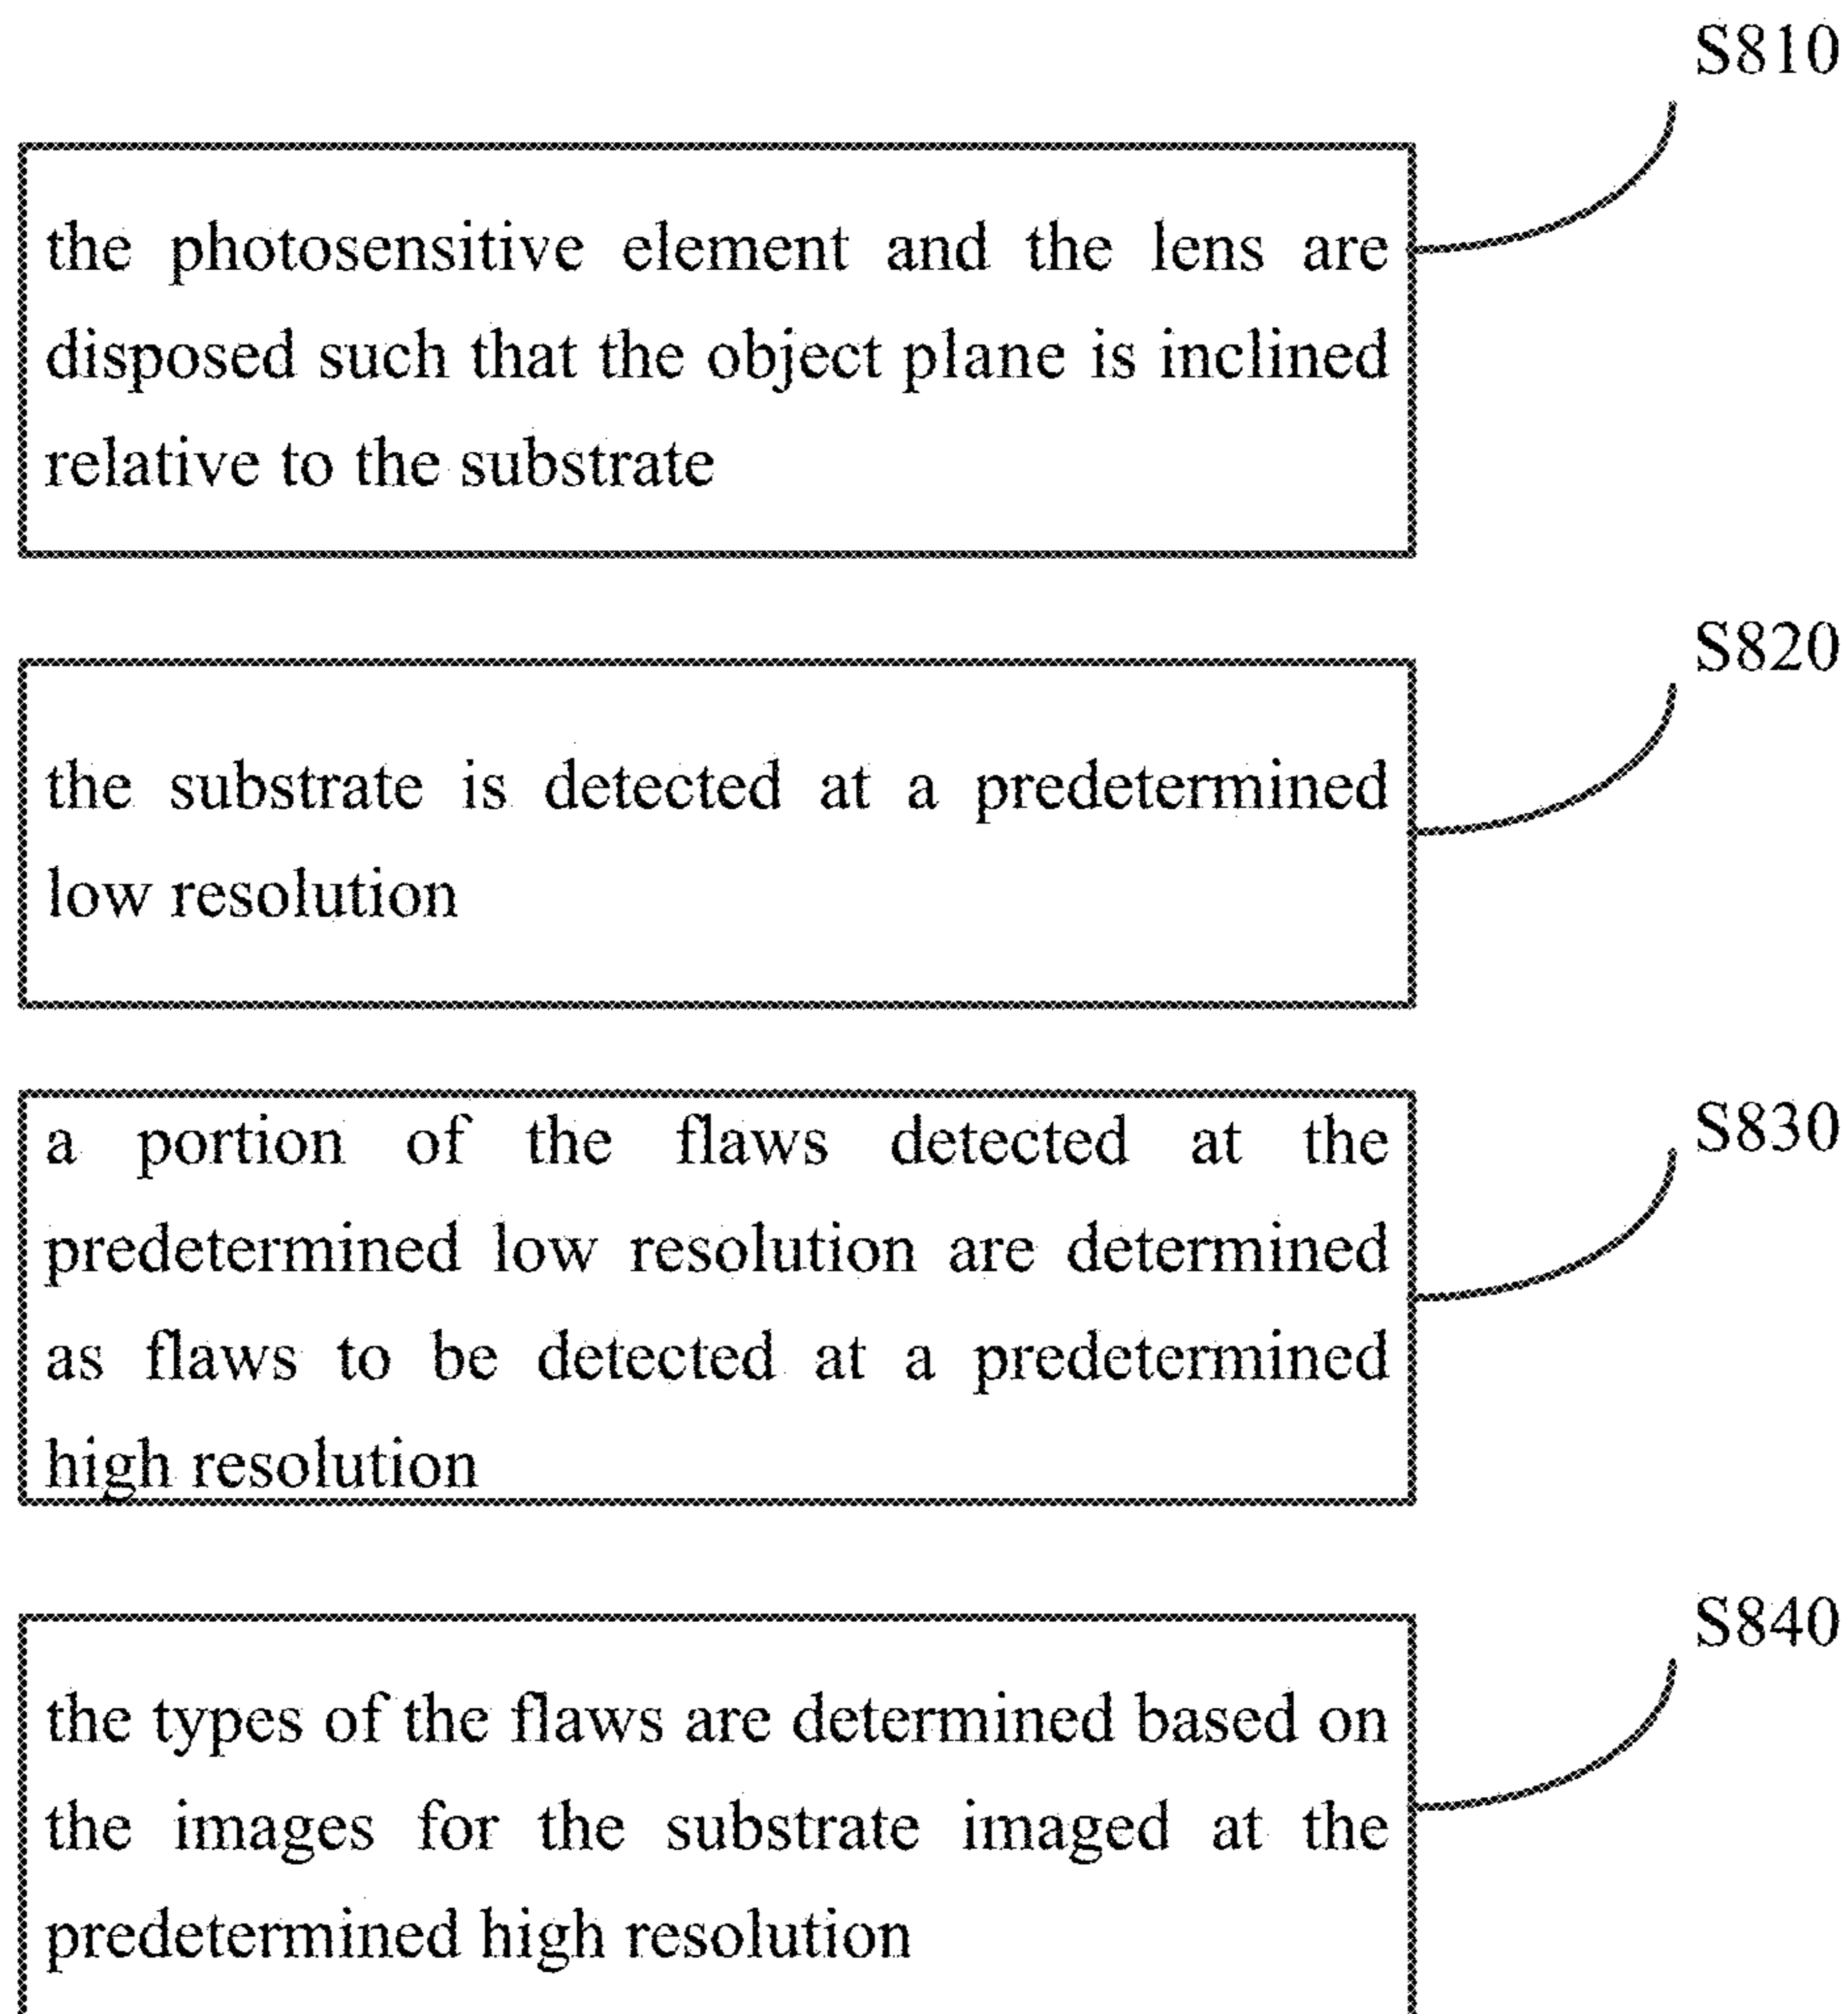 S810
the photosensitive element and the lens are
disposed such that the object plane is inclined
relative to the substrate
S820
the substrate is detected at a predetermined
low resolution
S830
a portion of the flaws detected at the
predetermined low resolution are determined
as flaws to be detected at a predetermined
high resolution
S840
the types of the flaws are determined based on
the images for the substrate imaged at the
predetermined high resolution